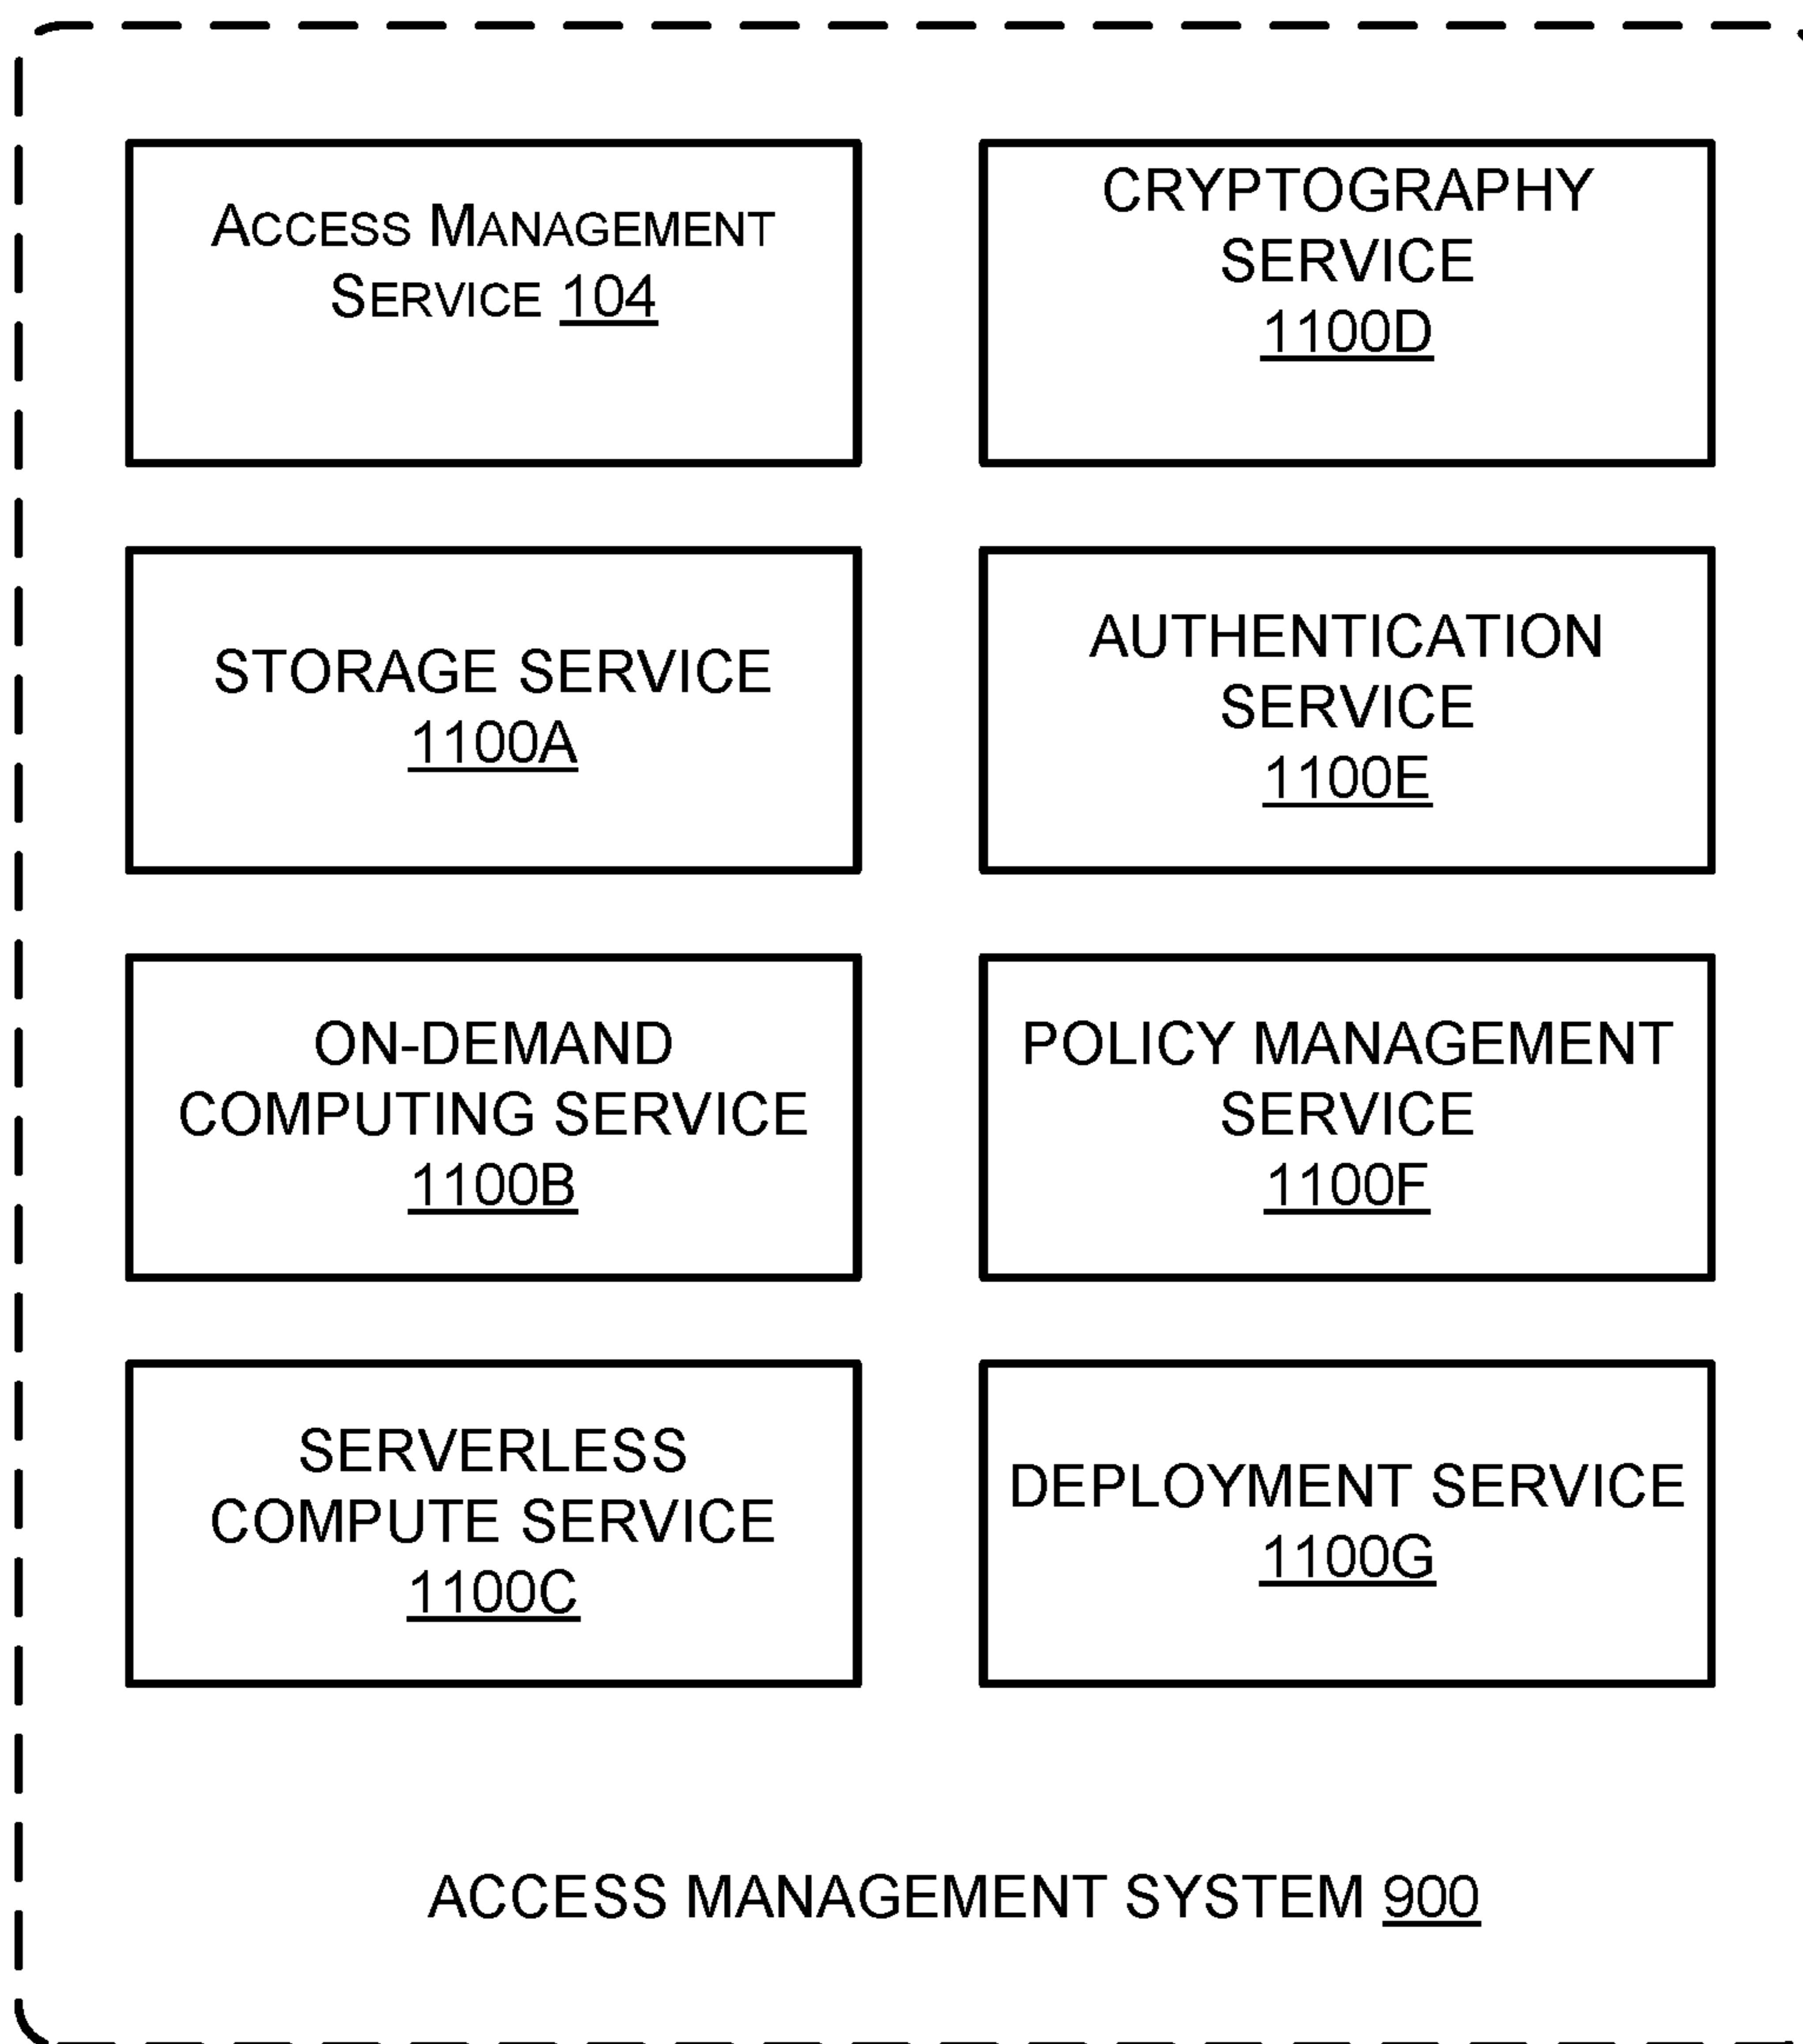 ACCESS MANAGEMENT
SERVICE 104
CRYPTOGRAPHY
SERVICE
1100D
STORAGE SERVICE
1100A
AUTHENTICATION
SERVICE
1100E
ON-DEMAND
COMPUTING SERVICE
1100B
POLICY MANAGEMENT
SERVICE
1100F
SERVERLESS
COMPUTE SERVICE
1100C
DEPLOYMENT SERVICE
1100G
ACCESS MANAGEMENT SYSTEM 900